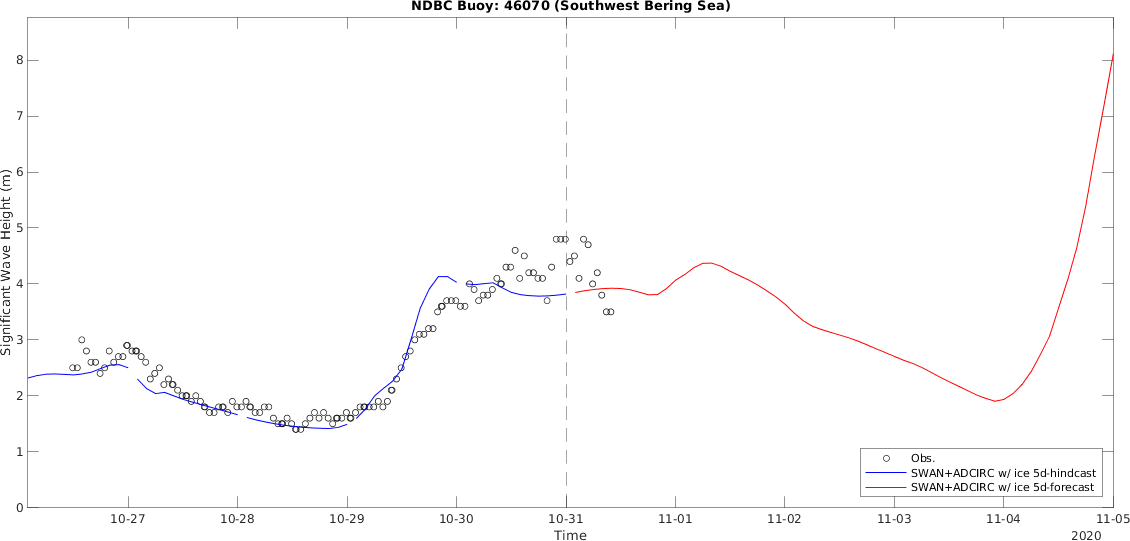 NDBC Buoy: 46070 (Southwest Bering Sea)
Significant Wave Height (m)
8
7
6
5
4
3
2
1
0
10-27 10-28 10-29 10-30 10-31 11-01 11-02 11-03 11-04 11-05
Time
2020
Obs.
SWAN+ADCIRC w/ ice 5d-hindcast
SWAN+ADCIRC w/ ice 5d-forecast